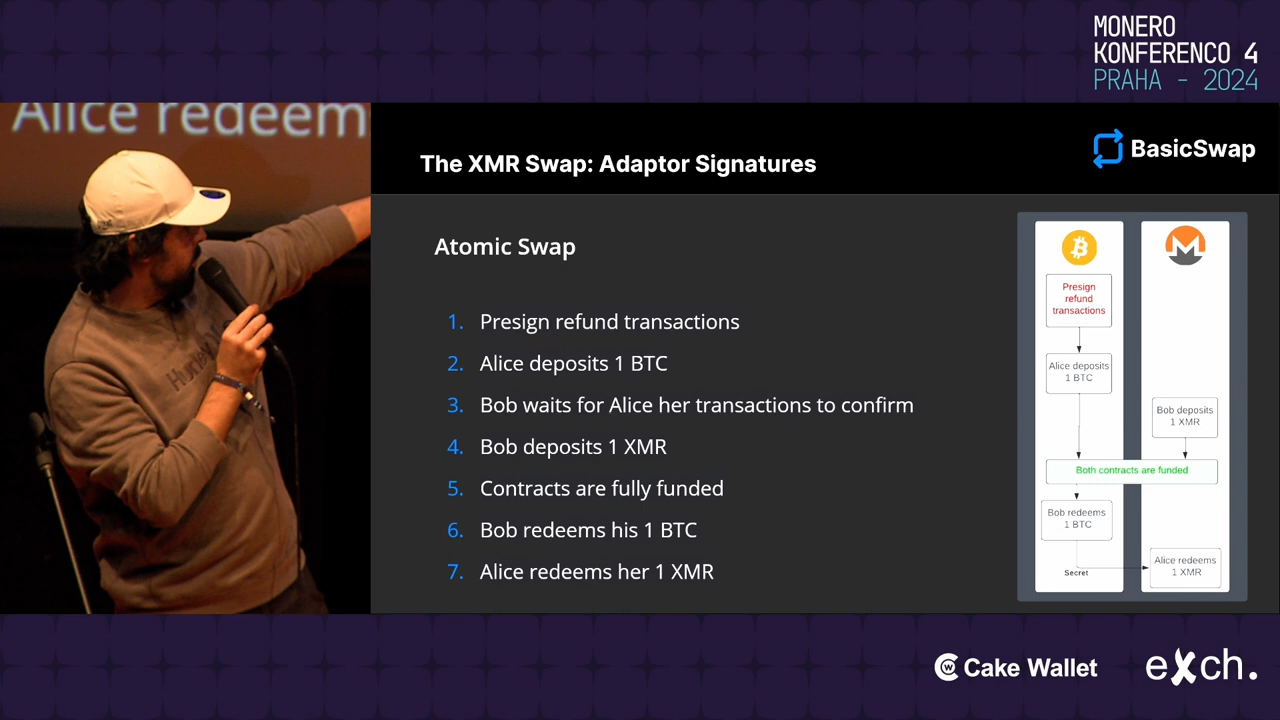 MONERO
KONFERENCO 4
PRAHA - 2024
Alice redeem
The XMR Swap: Adaptor Signatures
BasicSwap
Atomic Swap
1. Presign refund transactions
2. Alice deposits 1 BTC
3. Bob waits for Alice her transactions to confirm
4. Bob deposits 1 XMR
5. Contracts are fully funded
6. Bob redeems his 1 BTC
7. Alice redeems her 1 XMR
Presign
refund
transactions
Alice deposits
1 BTC
Bob deposits
1 XMR
Both contracts are funded
Bob redeems
1 BTC
Secret
Alice redeems
1 XMR
Cake Wallet
eXch.